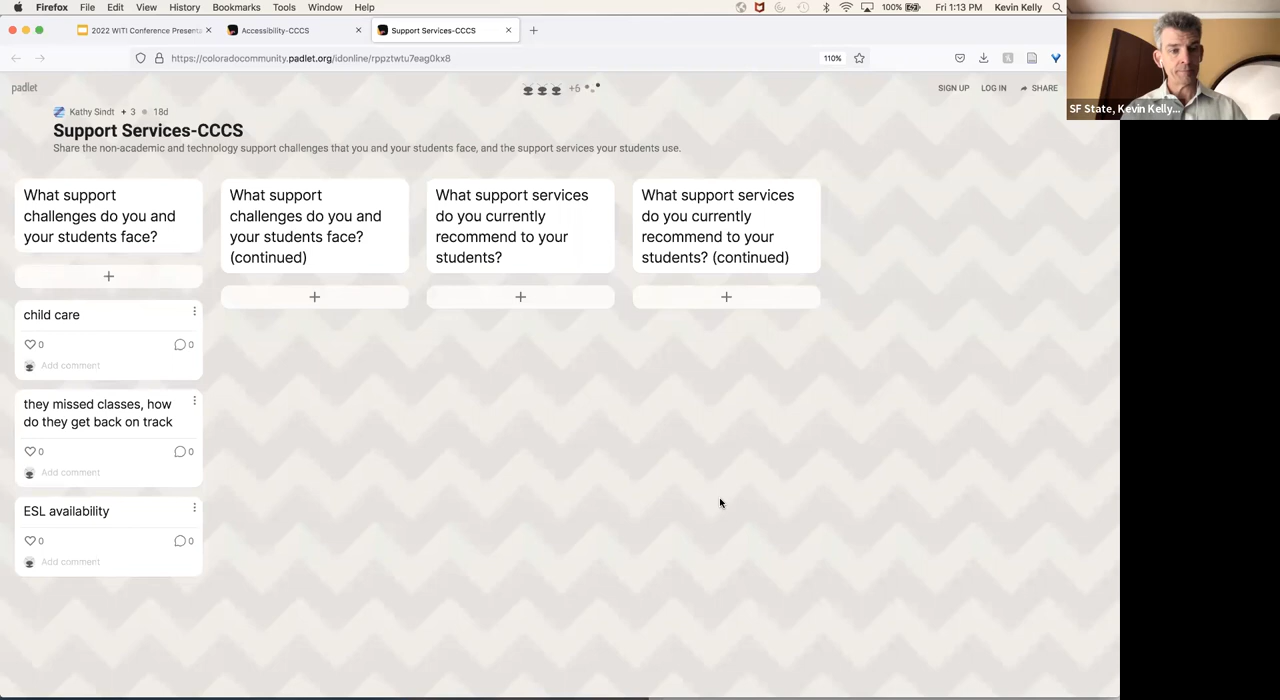 Firefox File Edit View History Bookmarks Tools Window Help 100% Fri 1:13 PM Kevin Kelly
2022 WITI Conference Presenta Accessibility-CCCS Support Services-CCCS
https://coloradocommunity.padlet.org/idonline/rppztwtu7eag0kx8 110%
padlet +6 SIGN UP LOG IN SHARE
SF State, Kevin Kelly...
Kathy Sindt + 3 18d
Support Services-CCCS
Share the non-academic and technology support challenges that you and your students face, and the support services your students use.
What support
challenges do you and
your students face?
child care
0 0
Add comment
they missed classes, how
do they get back on track
0 0
Add comment
ESL availability
0 0
Add comment
What support
challenges do you and
your students face?
(continued)
What support services
do you currently
recommend to your
students?
What support services
do you currently
recommend to your
students? (continued)